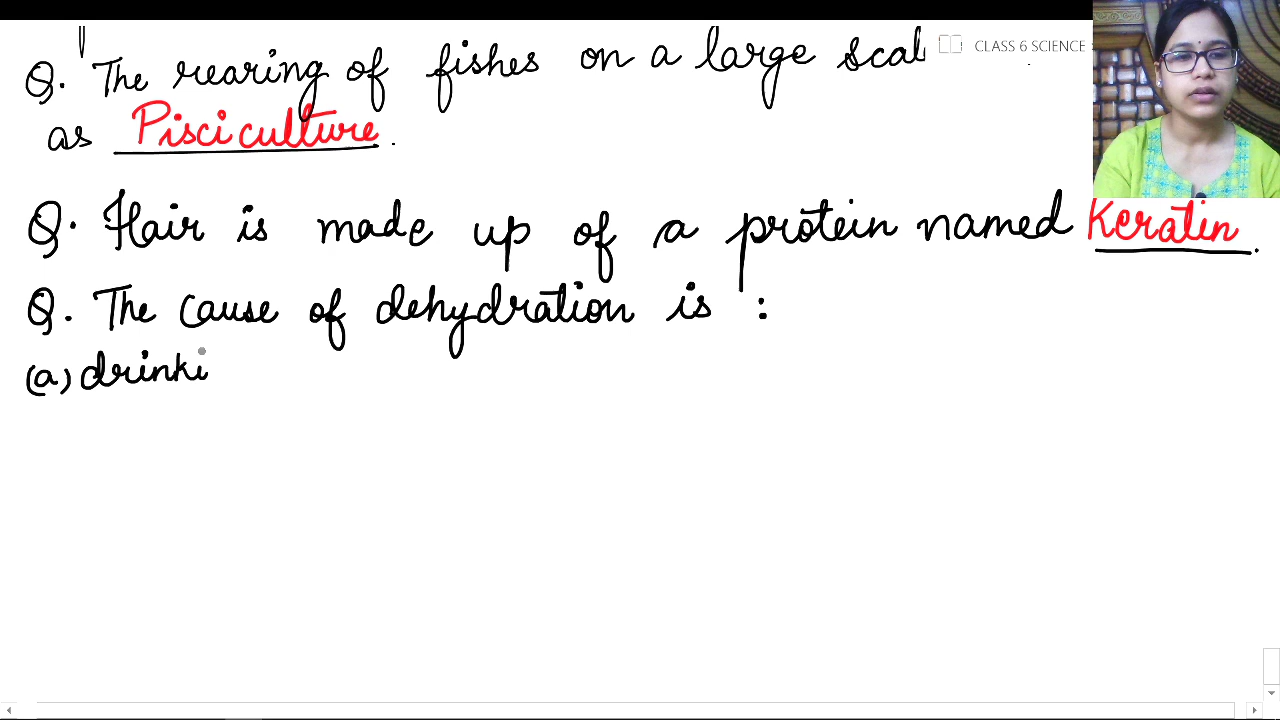 Q. The rearing of fishes on a large scal
CLASS 6 SCIENCE
as Pisciculture.
Q. Hair is made up of a protein named Keratin.
Q. The cause of dehydration is :
(a) drinki